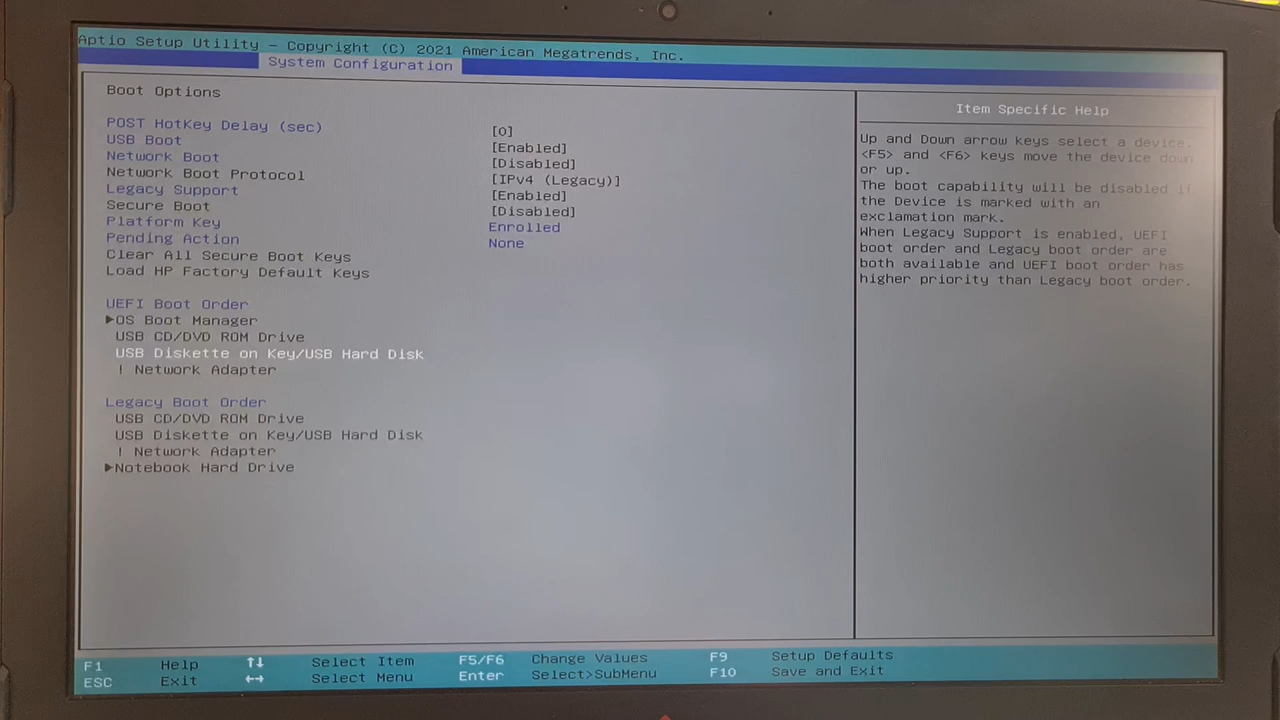 Aptio Setup Utility - Copyright (C) 2021 American Megatrends, Inc.
System Configuration
Boot Options
POST HotKey Delay (sec) [0]
USB Boot [Enabled]
Network Boot [Disabled]
Network Boot Protocol [IPv4 (Legacy)]
Legacy Support [Enabled]
Secure Boot [Disabled]
Platform Key Enrolled
Pending Action None
Clear All Secure Boot Keys
Load HP Factory Default Keys
UEFI Boot Order
▶OS Boot Manager
USB CD/DVD ROM Drive
USB Diskette on Key/USB Hard Disk
! Network Adapter
Legacy Boot Order
USB CD/DVD ROM Drive
USB Diskette on Key/USB Hard Disk
! Network Adapter
▶Notebook Hard Drive
Item Specific Help
Up and Down arrow keys select a device.
<F5> and <F6> keys move the device down
or up.
The boot capability will be disabled if
the Device is marked with an
exclamation mark.
When Legacy Support is enabled, UEFI
boot order and Legacy boot order are
both available and UEFI boot order has
higher priority than Legacy boot order.
F1 Help ↑↓ Select Item F5/F6 Change Values F9 Setup Defaults
ESC Exit ←→ Select Menu Enter Select>SubMenu F10 Save and Exit